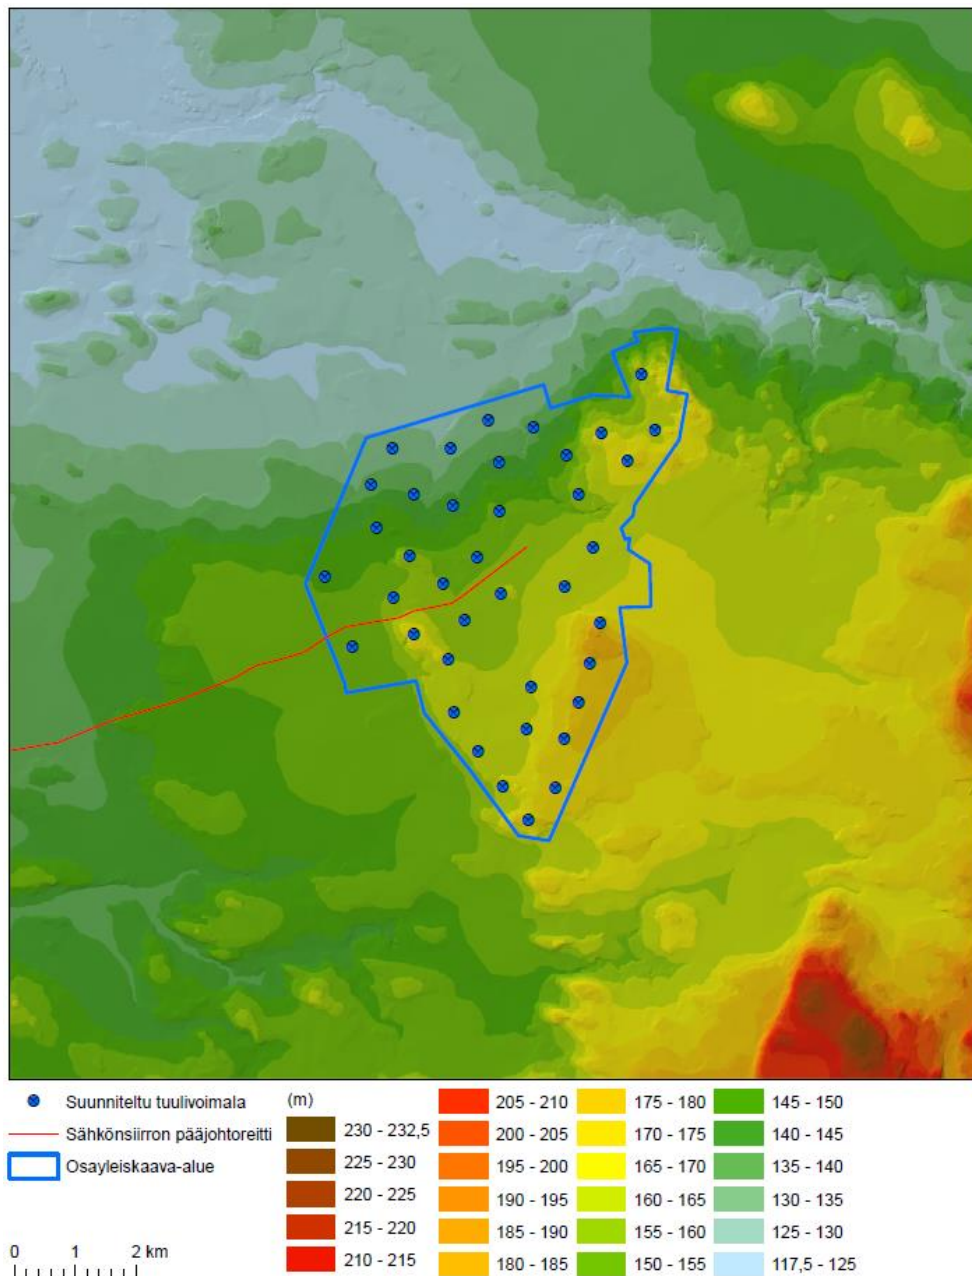 Suunniteltu tuulivoimala
Sähkönsiirron pääjohtoreitti
Osayleiskaava-alue
0 1 2 km
(m)
230 - 232,5
225 - 230
220 - 225
215 - 220
210 - 215
205 - 210
200 - 205
195 - 200
190 - 195
185 - 190
180 - 185
175 - 180
170 - 175
165 - 170
160 - 165
155 - 160
150 - 155
145 - 150
140 - 145
135 - 140
130 - 135
125 - 130
117,5 - 125